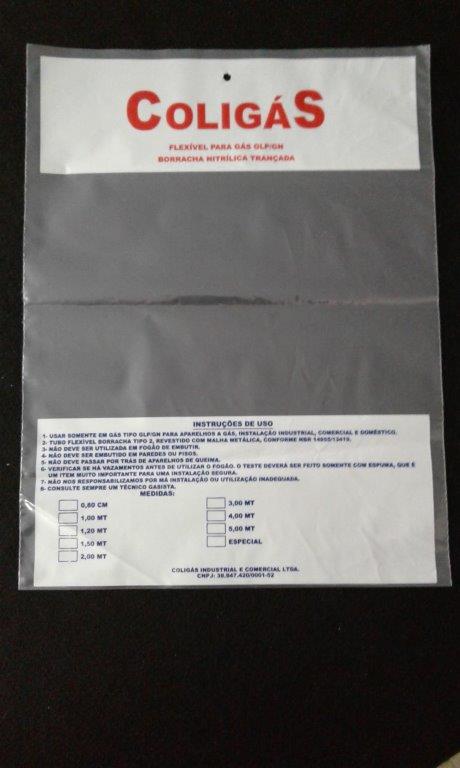 COLIGÁS
FLEXÍVEL PARA GÁS GLP/GN
BORRACHA NITRÍLICA TRANÇADA
INSTRUÇÕES DE USO
1- USAR SOMENTE EM GÁS TIPO GLP/GN PARA APARELHOS A GÁS, INSTALAÇÃO INDUSTRIAL, COMERCIAL E DOMÉSTICO.
2- TUBO FLEXÍVEL BORRACHA TIPO 2, REVESTIDO COM MALHA METÁLICA, CONFORME NBR 14955/13419.
3- NÃO DEVE SER UTILIZADA EM FOGÃO DE EMBUTIR.
4- NÃO DEVE SER EMBUTIDO EM PAREDES OU PISOS.
5- NÃO DEVE PASSAR POR TRÁS DE APARELHOS DE QUEIMA.
6- VERIFICAR SE HÁ VAZAMENTOS ANTES DE UTILIZAR O FOGÃO. O TESTE DEVERÁ SER FEITO SOMENTE COM ESPUMA, QUE É
UM ITEM MUITO IMPORTANTE PARA UMA INSTALAÇÃO SEGURA.
7- NÃO NOS RESPONSABILIZAMOS POR MÁ INSTALAÇÃO OU UTILIZAÇÃO INADEQUADA.
8- CONSULTE SEMPRE UM TÉCNICO GASISTA.
MEDIDAS:
0,80 CM
1,00 MT
1,20 MT
1,50 MT
2,00 MT
3,00 MT
4,00 MT
5,00 MT
ESPECIAL
COLIGÁS INDUSTRIAL E COMERCIAL LTDA.
CNPJ: 38.947.420/0001-52